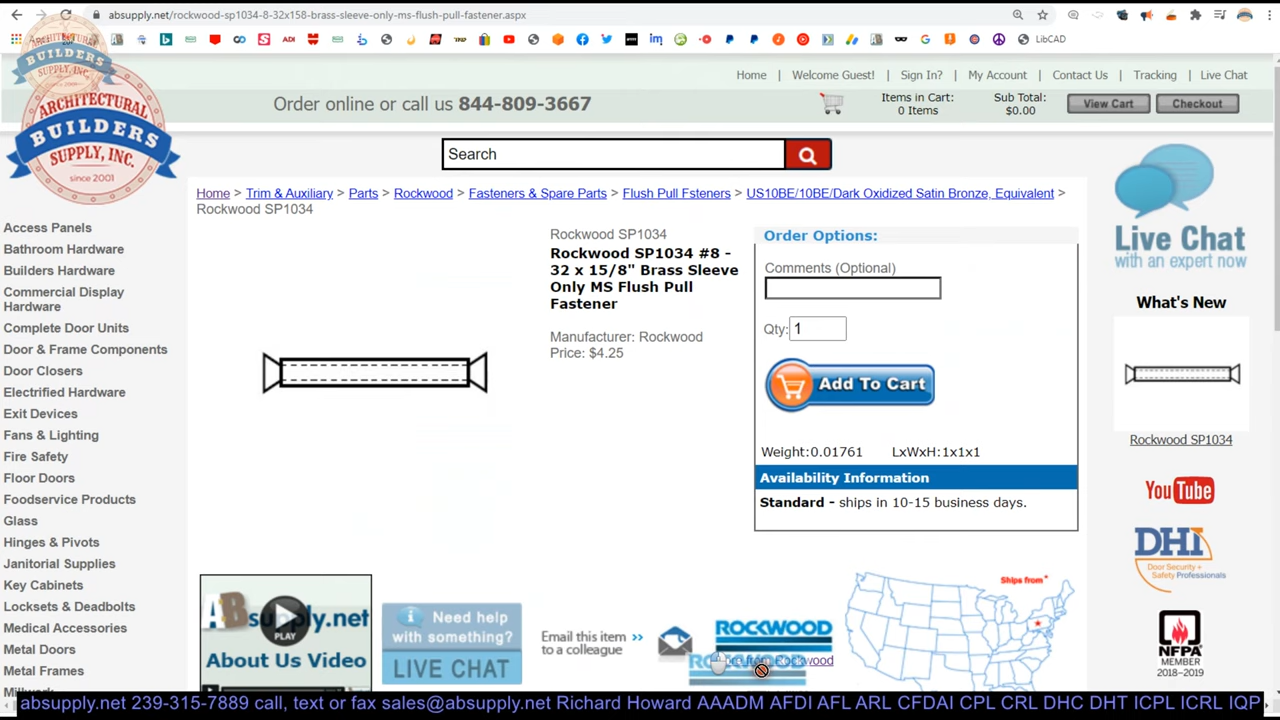 absupply.net/rockwood-sp1034-8-32x158-brass-sleeve-only-ms-flush-pull-fastener.aspx
LibCAD
ARCHITECTURAL
BUILDERS
SUPPLY, INC.
since 2001
Home
Welcome Guest!
Sign In?
My Account
Contact Us
Tracking
Live Chat
Order online or call us 844-809-3667
Items in Cart:
0 Items
Sub Total:
$0.00
View Cart
Checkout
Search
Home > Trim & Auxiliary > Parts > Rockwood > Fasteners & Spare Parts > Flush Pull Fsteners > US10BE/10BE/Dark Oxidized Satin Bronze, Equivalent >
Rockwood SP1034
Access Panels
Bathroom Hardware
Builders Hardware
Commercial Display
Hardware
Complete Door Units
Door & Frame Components
Door Closers
Electrified Hardware
Exit Devices
Fans & Lighting
Fire Safety
Floor Doors
Foodservice Products
Glass
Hinges & Pivots
Janitorial Supplies
Key Cabinets
Locksets & Deadbolts
Medical Accessories
Metal Doors
Metal Frames
Rockwood SP1034
Rockwood SP1034 #8 -
32 x 15/8" Brass Sleeve
Only MS Flush Pull
Fastener
Manufacturer: Rockwood
Price: $4.25
Order Options:
Comments (Optional)
Qty: 1
Add To Cart
Weight:0.01761 LxWxH:1x1x1
Availability Information
Standard - ships in 10-15 business days.
Live Chat
with an expert now
What's New
Rockwood SP1034
YouTube
DHI
Door Security +
Safety Professionals
NFPA
MEMBER
2018-2019
ABsupply.net
PLAY
About Us Video
Need help
with something?
LIVE CHAT
Email this item >>
to a colleague
ROCKWOOD
Rockwood
Ships from
absupply.net 239-315-7889 call, text or fax sales@absupply.net Richard Howard AAADM AFDI AFL ARL CFDAI CPL CRL DHC DHT ICPL ICRL IQP